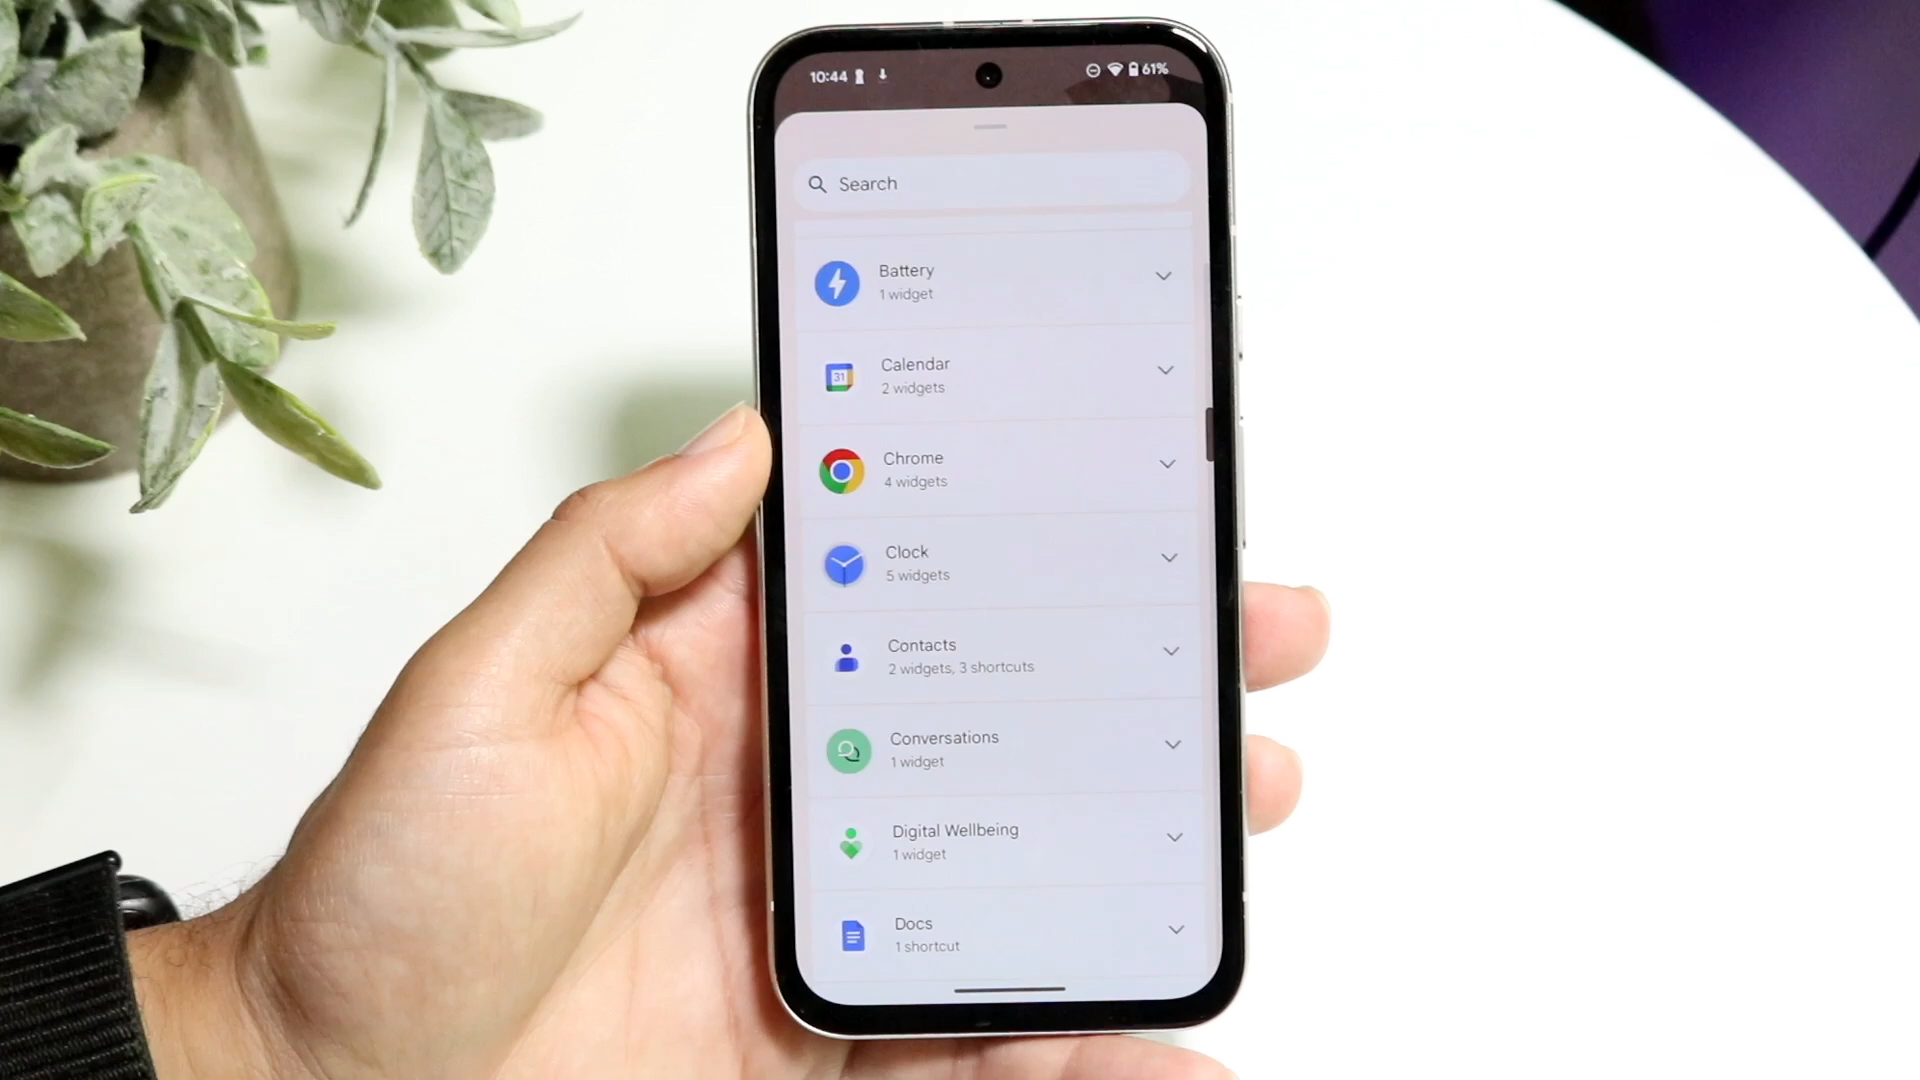 10:44 61%
Search
Battery
1 widget
Calendar
31
2 widgets
Chrome
4 widgets
Clock
5 widgets
Contacts
2 widgets, 3 shortcuts
Conversations
1 widget
Digital Wellbeing
1 widget
Docs
1 shortcut